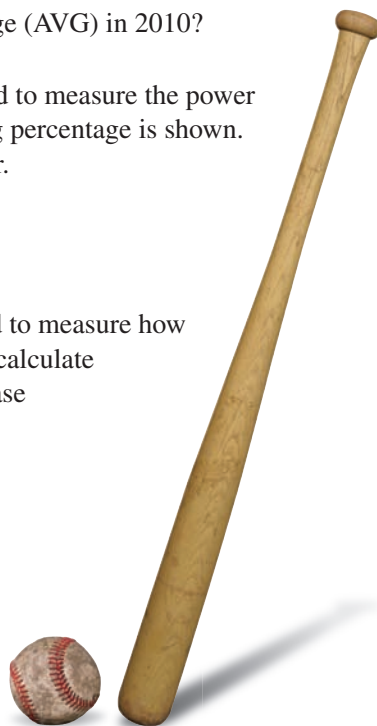 ge (AVG) in 2010?
d to measure the power
g percentage is shown.
r.
d to measure how
calculate
ase